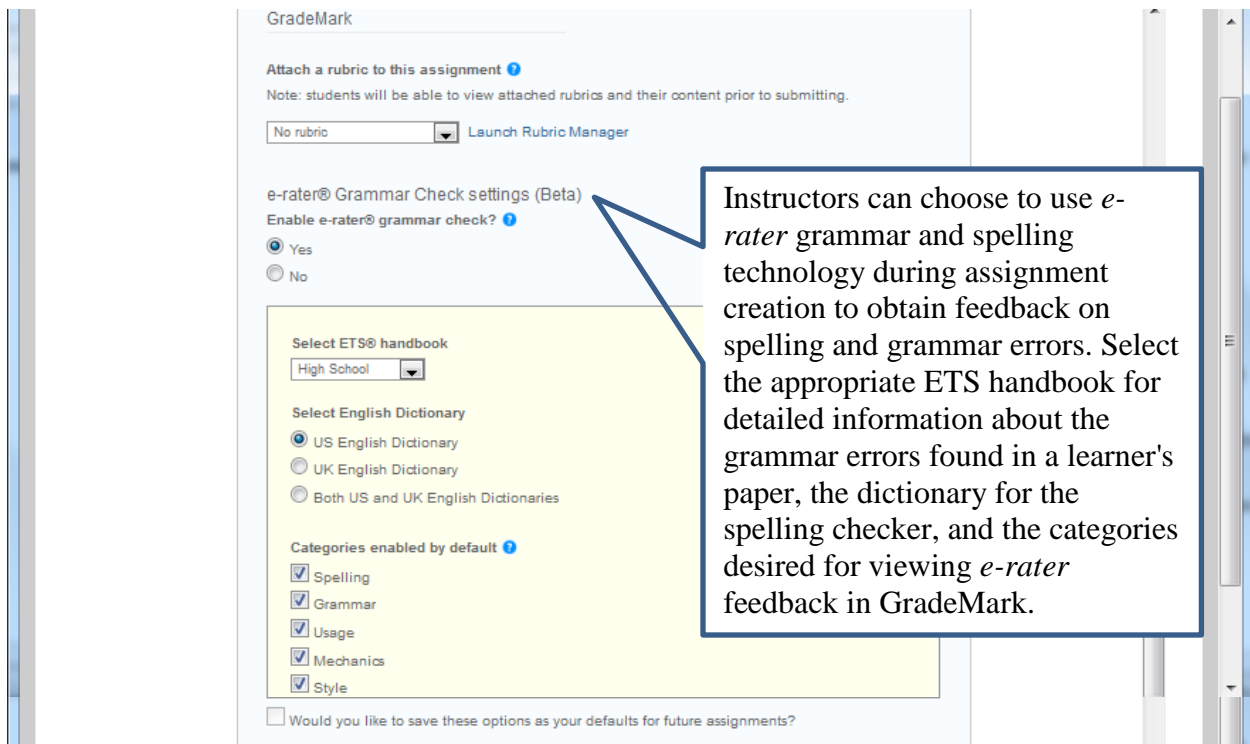 GradeMark
Attach a rubric to this assignment ?
Note: students will be able to view attached rubrics and their content prior to submitting.
No rubric Launch Rubric Manager
e-rater® Grammar Check settings (Beta)
Enable e-rater® grammar check? ?
Yes
No
Select ETS® handbook
High School
Select English Dictionary
US English Dictionary
UK English Dictionary
Both US and UK English Dictionaries
Categories enabled by default ?
Spelling
Grammar
Usage
Mechanics
Style
Would you like to save these options as your defaults for future assignments?
Instructors can choose to use e-
rater grammar and spelling
technology during assignment
creation to obtain feedback on
spelling and grammar errors. Select
the appropriate ETS handbook for
detailed information about the
grammar errors found in a learner's
paper, the dictionary for the
spelling checker, and the categories
desired for viewing e-rater
feedback in GradeMark.